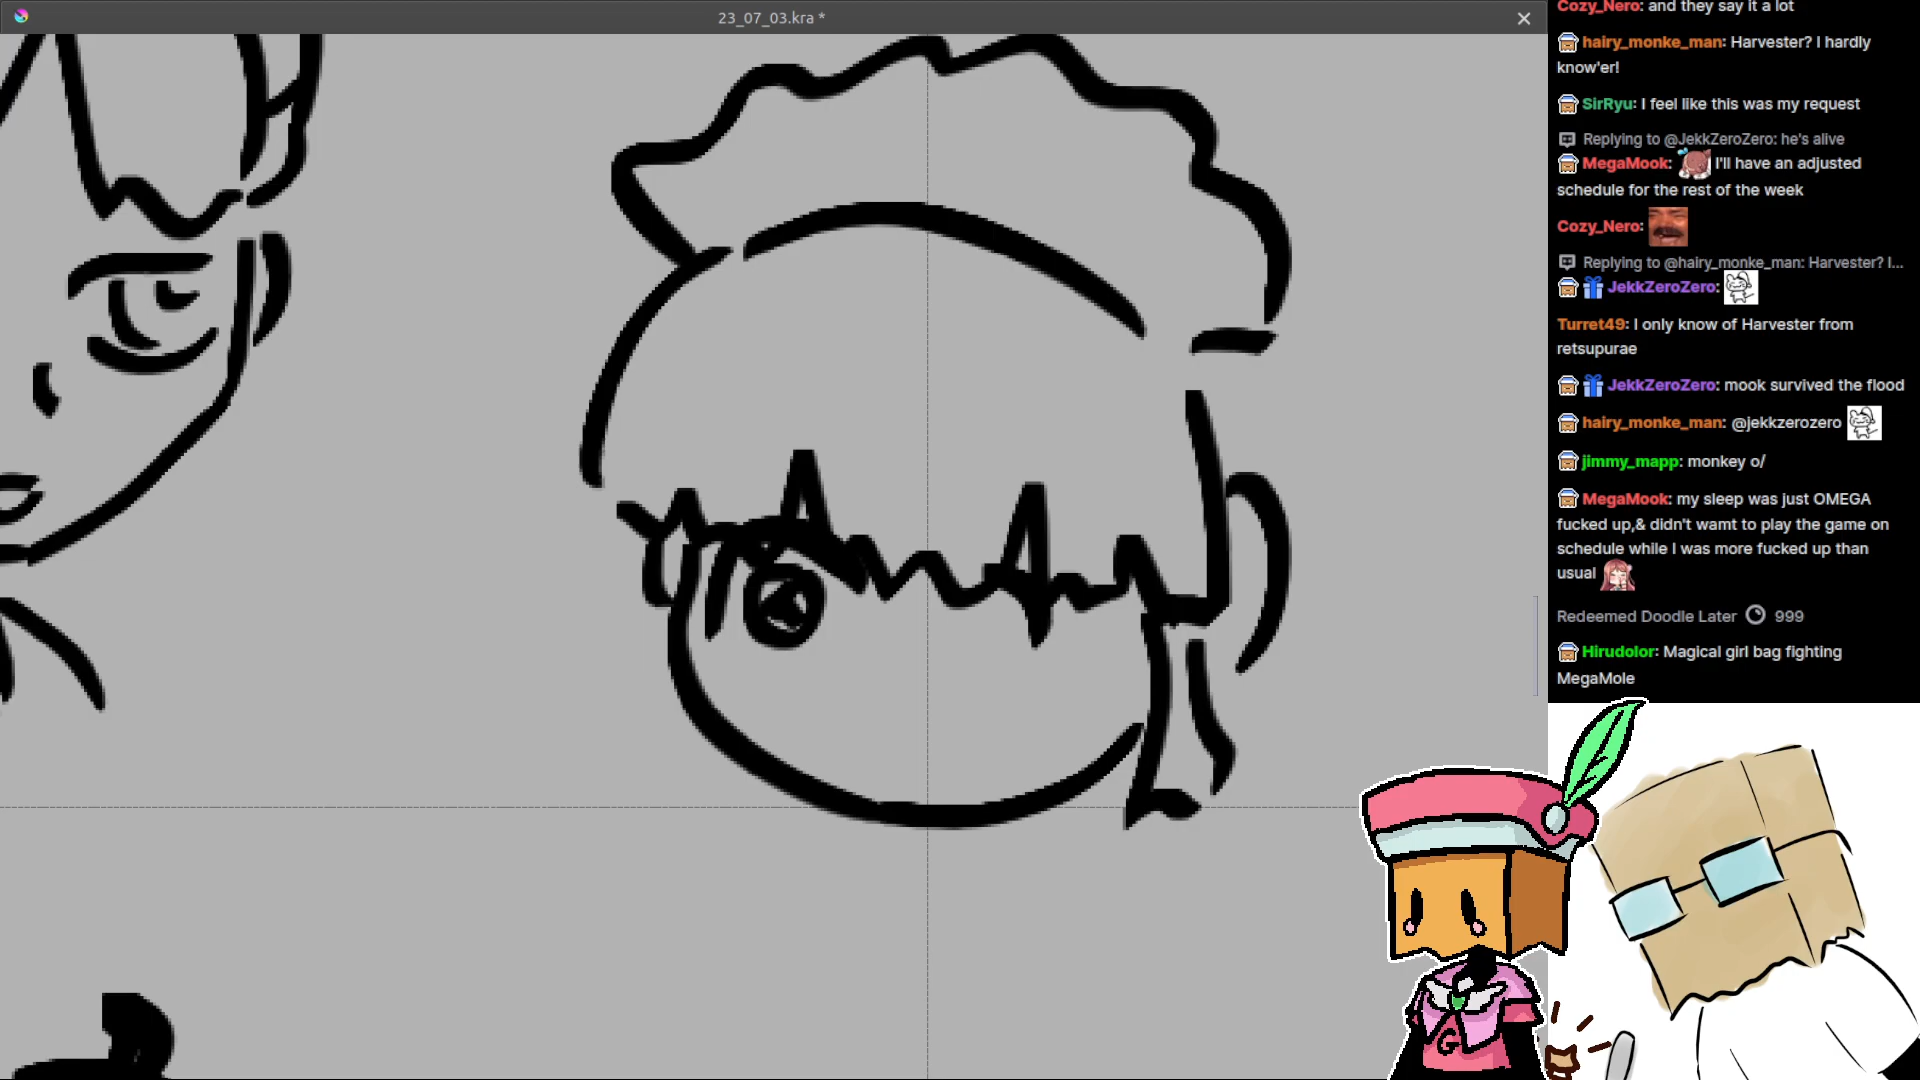 23_07_03.kra *
Cozy_Nero: and they say it a lot
hairy_monke_man: Harvester? I hardly
know'er!
SirRyu: I feel like this was my request
Replying to @JekkZeroZero: he's alive
MegaMook: I'll have an adjusted
schedule for the rest of the week
Cozy_Nero:
Replying to @hairy_monke_man: Harvester? I...
JekkZeroZero:
Turret49: I only know of Harvester from
retsupurae
JekkZeroZero: mook survived the flood
hairy_monke_man: @jekkzerozero
jimmy_mapp: monkey o/
MegaMook: my sleep was just OMEGA
fucked up,& didn't wamt to play the game on
schedule while I was more fucked up than
usual
Redeemed Doodle Later 999
Hirudolor: Magical girl bag fighting
MegaMole
G